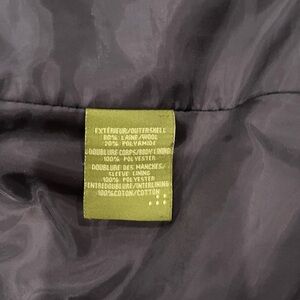 EXTÉRIEUR/OUTERSHELL
80% LAINE/WOOL
20% POLYAMIDE
DOUBLURE CORPS/BODY LINING
100% POLYESTER
DOUBLURE DES MANCHES/
SLEEVE LINING
100% POLYESTER
ENTREDOUBLURE/INTERLINING
100%COTON/COTTON